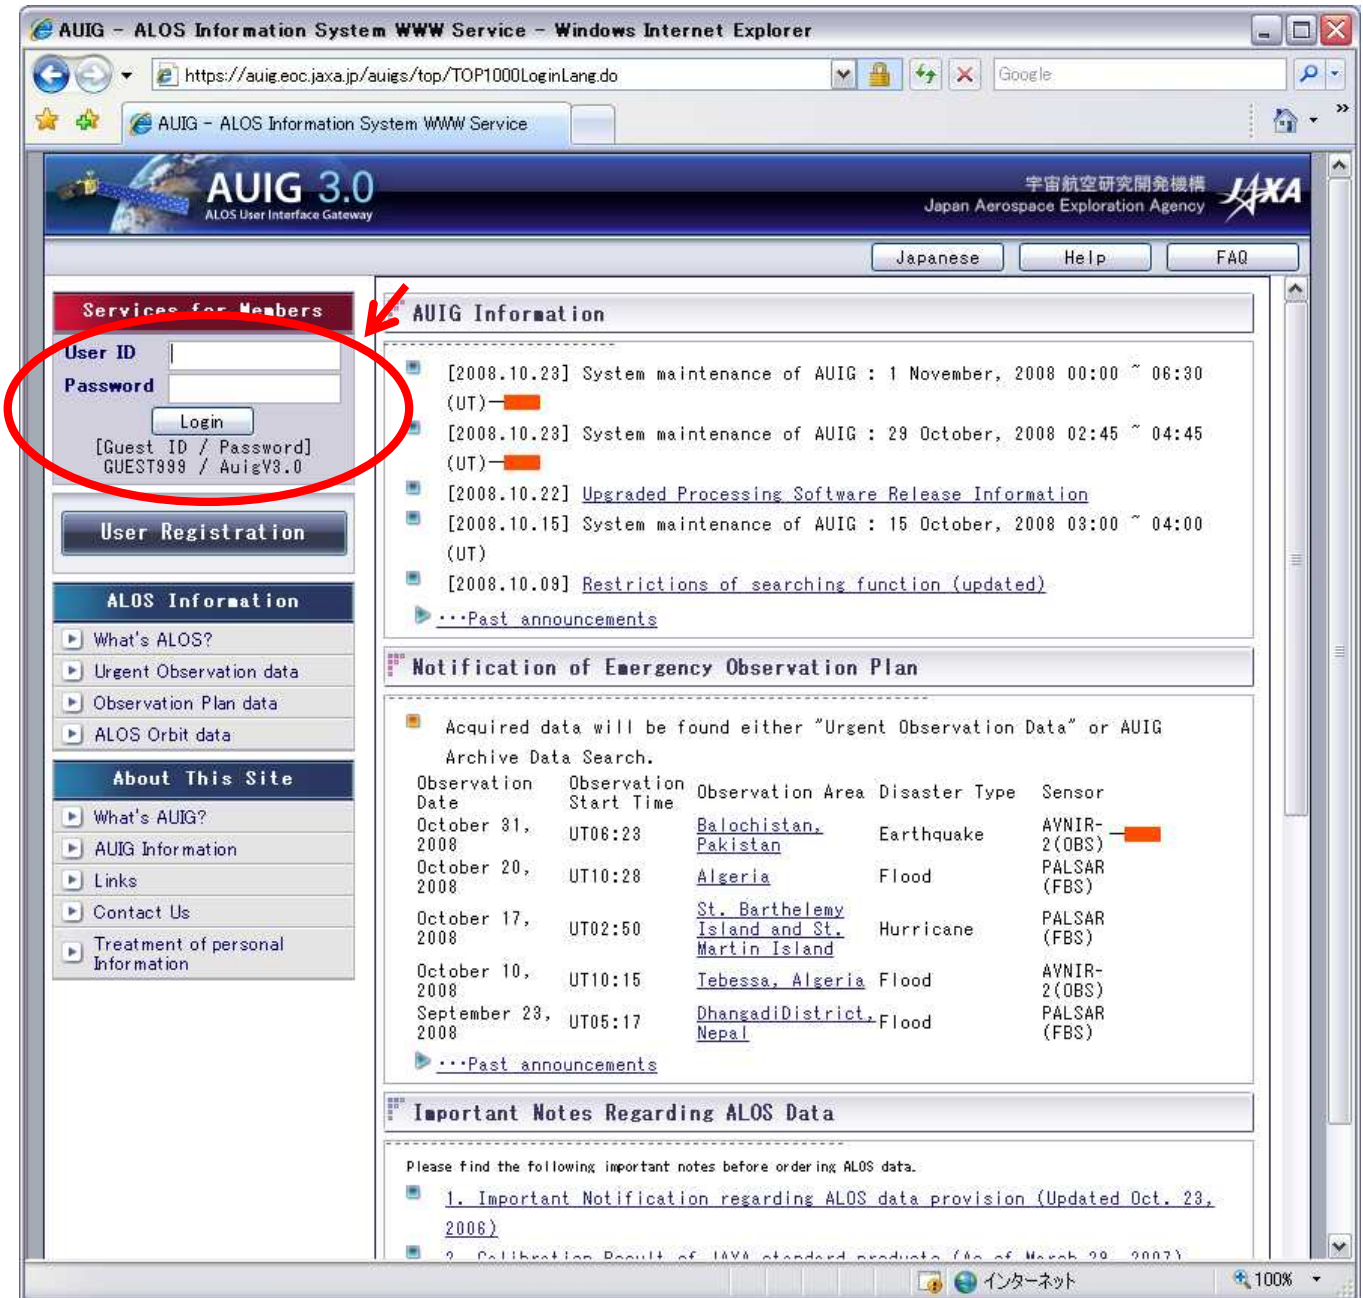 AUIG - ALOS Information System WWW Service - Windows Internet Explorer
https://auig.eoc.jaxa.jp/auigs/top/TOP1000LoginLang.do
Google
AUIG - ALOS Information System WWW Service
AUIG 3.0
ALOS User Interface Gateway
宇宙航空研究開発機構
Japan Aerospace Exploration Agency
JAXA
Japanese
Help
FAQ
Services for Members
User ID
Password
Login
[Guest ID / Password]
GUEST999 / AuigV3.0
User Registration
ALOS Information
What's ALOS?
Urgent Observation data
Observation Plan data
ALOS Orbit data
About This Site
What's AUIG?
AUIG Information
Links
Contact Us
Treatment of personal
Information
AUIG Information
[2008.10.23] System maintenance of AUIG : 1 November, 2008 00:00 ~ 06:30
(UT)
[2008.10.23] System maintenance of AUIG : 29 October, 2008 02:45 ~ 04:45
(UT)
[2008.10.22] Upgraded Processing Software Release Information
[2008.10.15] System maintenance of AUIG : 15 October, 2008 03:00 ~ 04:00
(UT)
[2008.10.09] Restrictions of searching function (updated)
...Past announcements
Notification of Emergency Observation Plan
Acquired data will be found either "Urgent Observation Data" or AUIG
Archive Data Search.
Observation Date Observation Start Time Observation Area Disaster Type Sensor
October 31, 2008 UT06:23 Balochistan, Pakistan Earthquake AVNIR-2(OBS)
October 20, 2008 UT10:28 Algeria Flood PALSAR (FBS)
October 17, 2008 UT02:50 St. Barthelemy Island and St. Martin Island Hurricane PALSAR (FBS)
October 10, 2008 UT10:15 Tebessa, Algeria Flood AVNIR-2(OBS)
September 23, 2008 UT05:17 DhangadiDistrict, Nepal Flood PALSAR (FBS)
...Past announcements
Important Notes Regarding ALOS Data
Please find the following important notes before ordering ALOS data.
1. Important Notification regarding ALOS data provision (Updated Oct. 23,
2006)
2. Calibration Result of JAXA standard products (As of March 29, 2007)
インターネット
100%